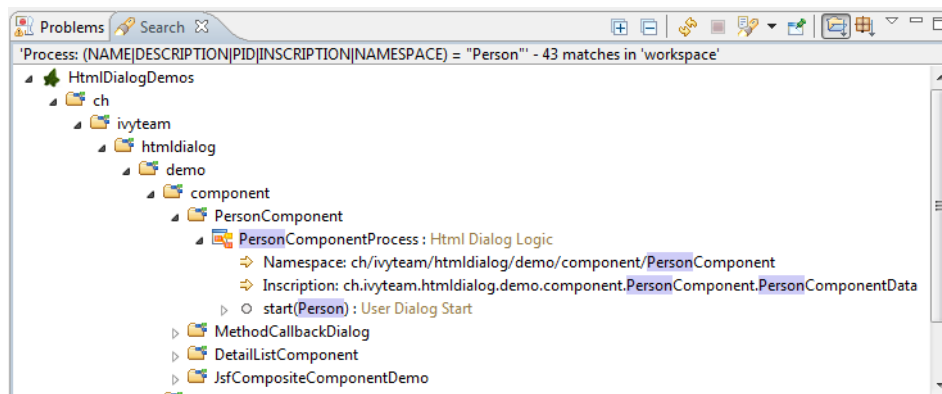 Problems Search
'Process: (NAME|DESCRIPTION|PID|INSCRIPTION|NAMESPACE) = "Person"' - 43 matches in 'workspace'
HtmlDialogDemos
ch
ivyteam
htmldialog
demo
component
PersonComponent
PersonComponentProcess : Html Dialog Logic
Namespace: ch/ivyteam/htmldialog/demo/component/PersonComponent
Inscription: ch.ivyteam.htmldialog.demo.component.PersonComponent.PersonComponentData
start(Person) : User Dialog Start
MethodCallbackDialog
DetailListComponent
JsfCompositeComponentDemo